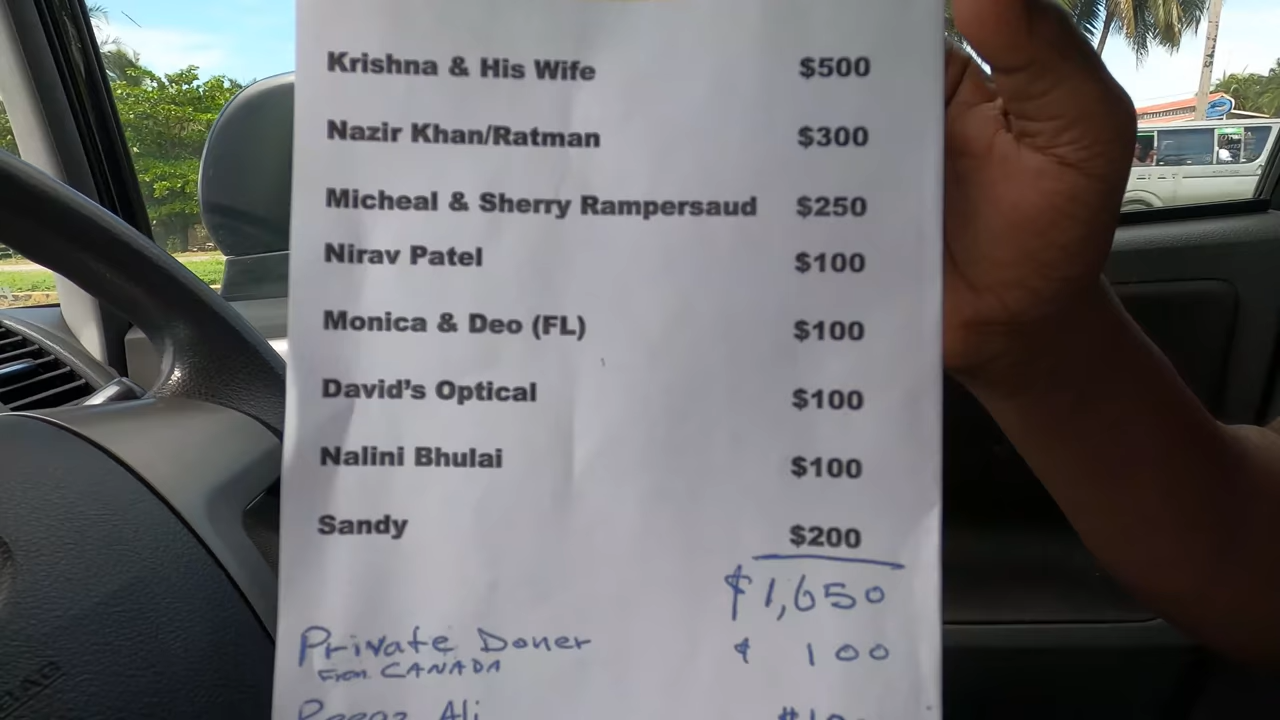 Krishna & His Wife $500
Nazir Khan/Ratman $300
Micheal & Sherry Rampersaud $250
Nirav Patel $100
Monica & Deo (FL) $100
David's Optical $100
Nalini Bhulai $100
Sandy $200
$1,650
Private Doner $ 100
From CANADA
Ali